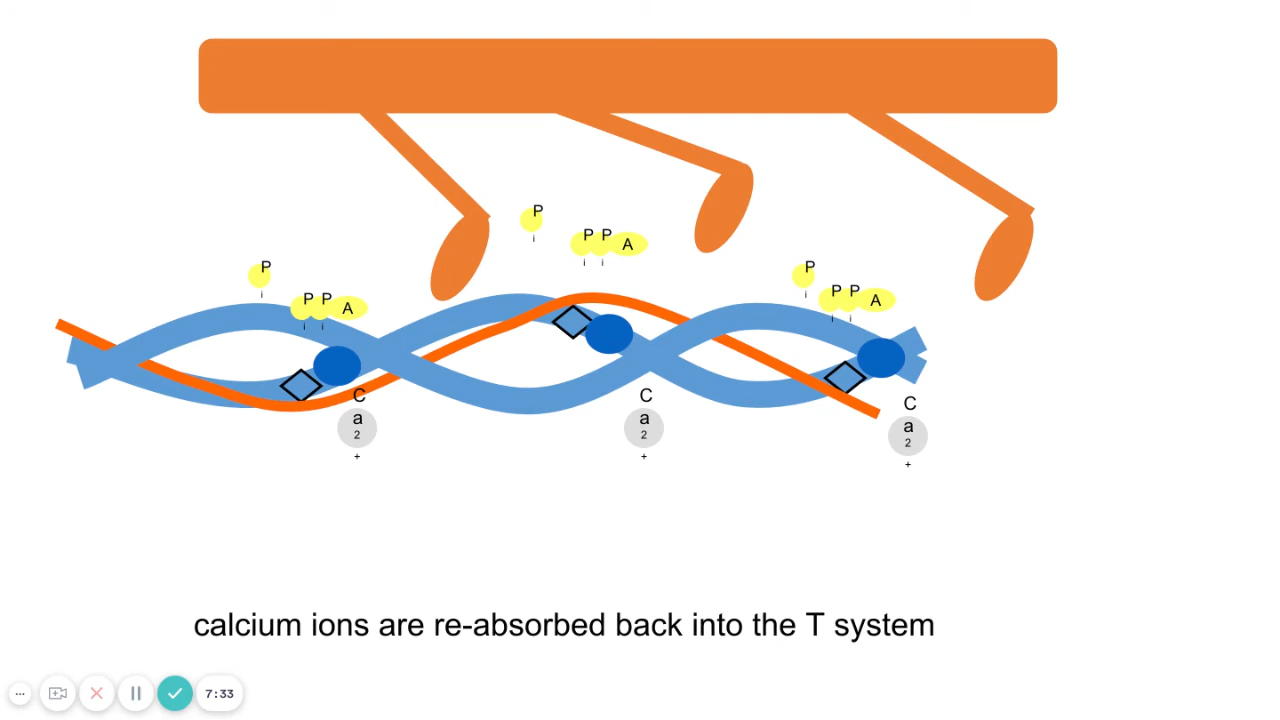 P
i
P P A
i i
P
i
P P A
i i
P
i
P P A
i i
C
a
2
+
C
a
2
+
C
a
2
+
calcium ions are re-absorbed back into the T system
... 7:33